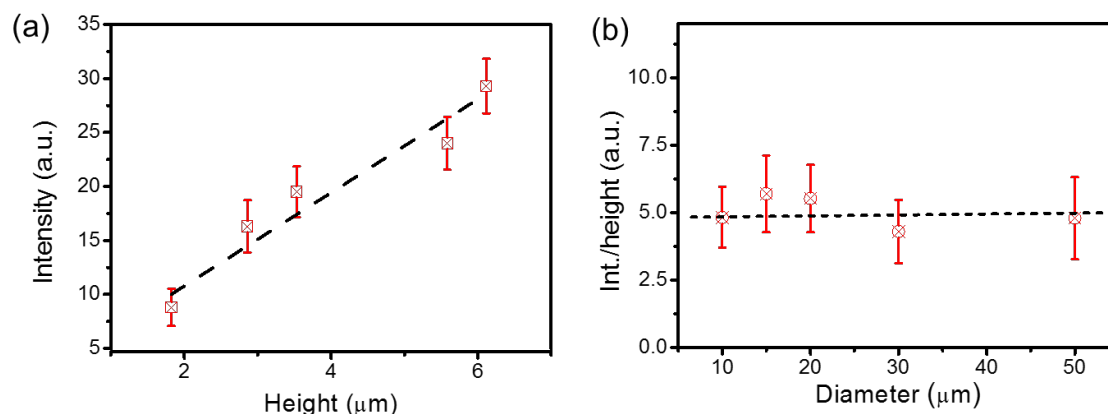 (a)
35
30
25
20
15
10
5
Intensity (a.u.)
2 4 6
Height (μm)
(b)
10.0
7.5
5.0
2.5
0.0
Int./height (a.u.)
10 20 30 40 50
Diameter (μm)